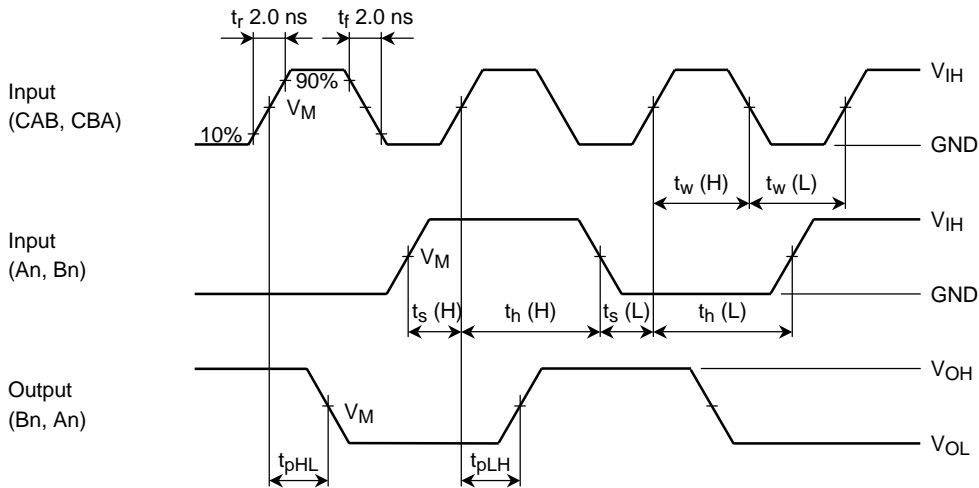 tr 2.0 ns
tf 2.0 ns
Input
(CAB, CBA)
10%
90%
VM
VIH
GND
tw (H)
tw (L)
Input
(An, Bn)
VM
VIH
GND
ts (H)
th (H)
ts (L)
th (L)
Output
(Bn, An)
VM
VOH
VOL
tpHL
tpLH